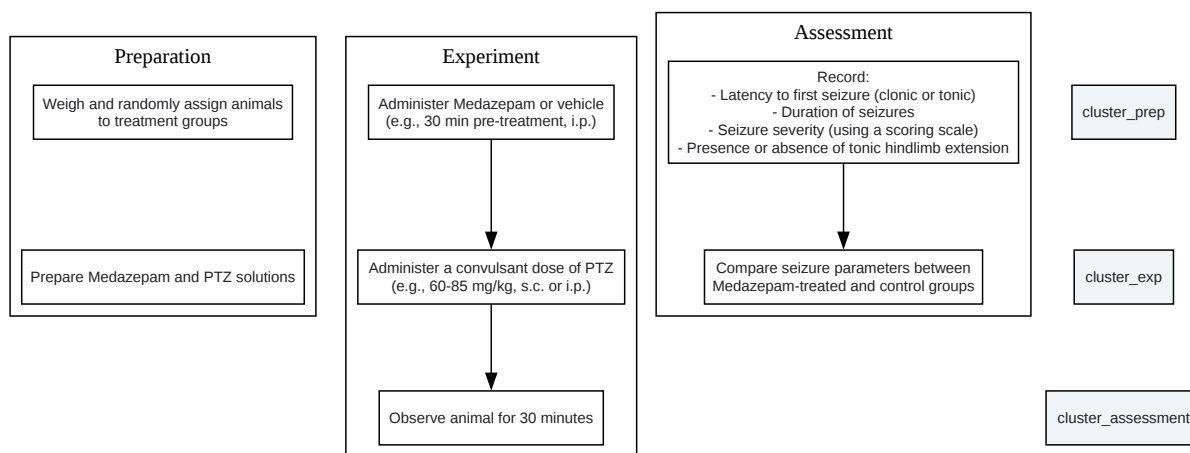 Preparation
Weigh and randomly assign animals
to treatment groups
Prepare Medazepam and PTZ solutions
Experiment
Administer Medazepam or vehicle
(e.g., 30 min pre-treatment, i.p.)
Administer a convulsant dose of PTZ
(e.g., 60-85 mg/kg, s.c. or i.p.)
Observe animal for 30 minutes
Assessment
Record:
- Latency to first seizure (clonic or tonic)
- Duration of seizures
- Seizure severity (using a scoring scale)
- Presence or absence of tonic hindlimb extension
Compare seizure parameters between
Medazepam-treated and control groups
cluster_prep
cluster_exp
cluster_assessment